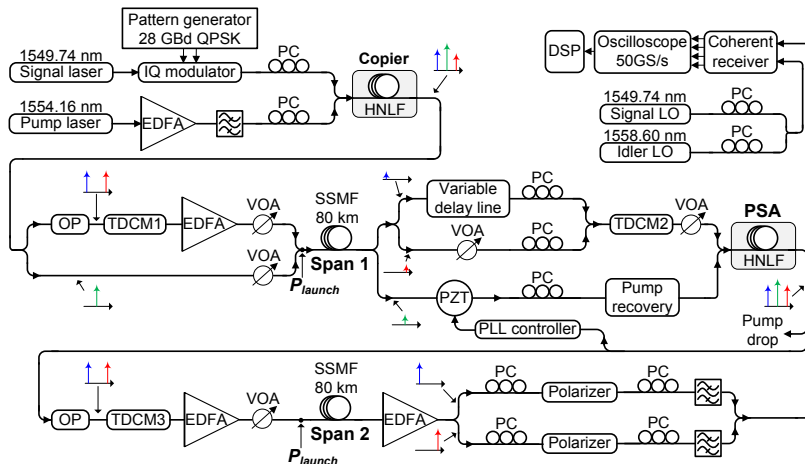 Pattern generator
28 GBd QPSK
1549.74 nm
Signal laser
IQ modulator
PC
Copier
HNLF
1554.16 nm
Pump laser
EDFA
PC
DSP
Oscilloscope
50GS/s
Coherent
receiver
1549.74 nm
Signal LO
PC
1558.60 nm
Idler LO
PC
OP
TDCM1
EDFA
VOA
VOA
P_launch
SSMF
80 km
Span 1
Variable
delay line
PC
VOA
PC
TDCM2
VOA
PSA
HNLF
PZT
PC
Pump
recovery
PLL controller
Pump
drop
OP
TDCM3
EDFA
VOA
P_launch
SSMF
80 km
Span 2
EDFA
PC
Polarizer
PC
PC
Polarizer
PC